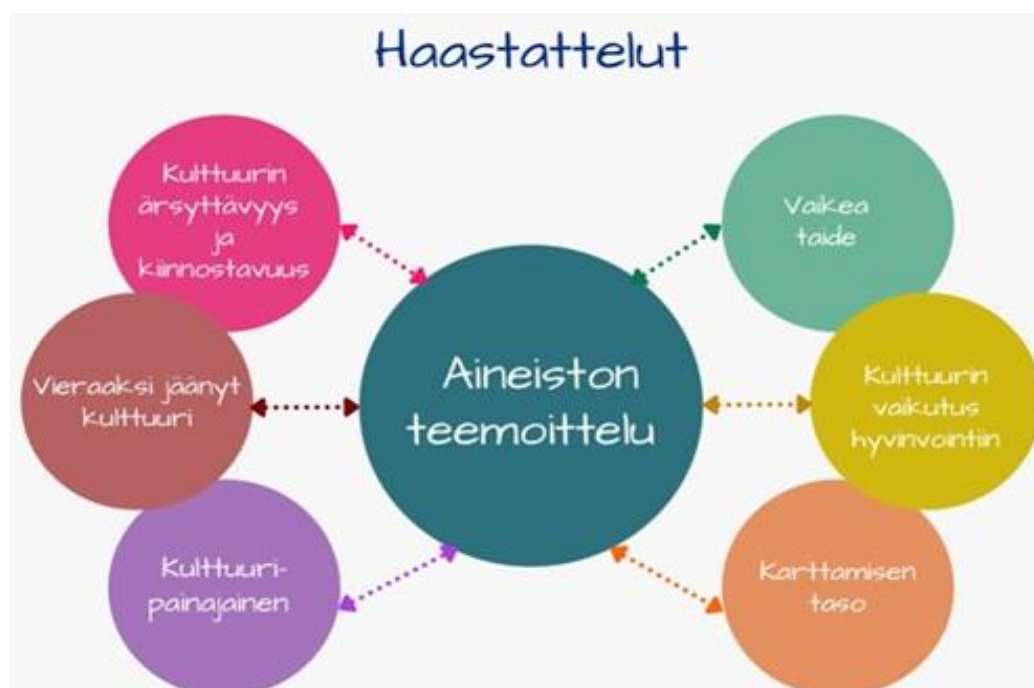 Haastattelut
Kulttuurin
ärsyttävyys
ja
kiinnostavuus
Vaikea
taide
Vieraaksi jäänyt
kulttuuri
Aineiston
teemoittelu
Kulttuurin
vaikutus
hyvinvointiin
Kulttuuri-
painajainen
Karttamisen
taso